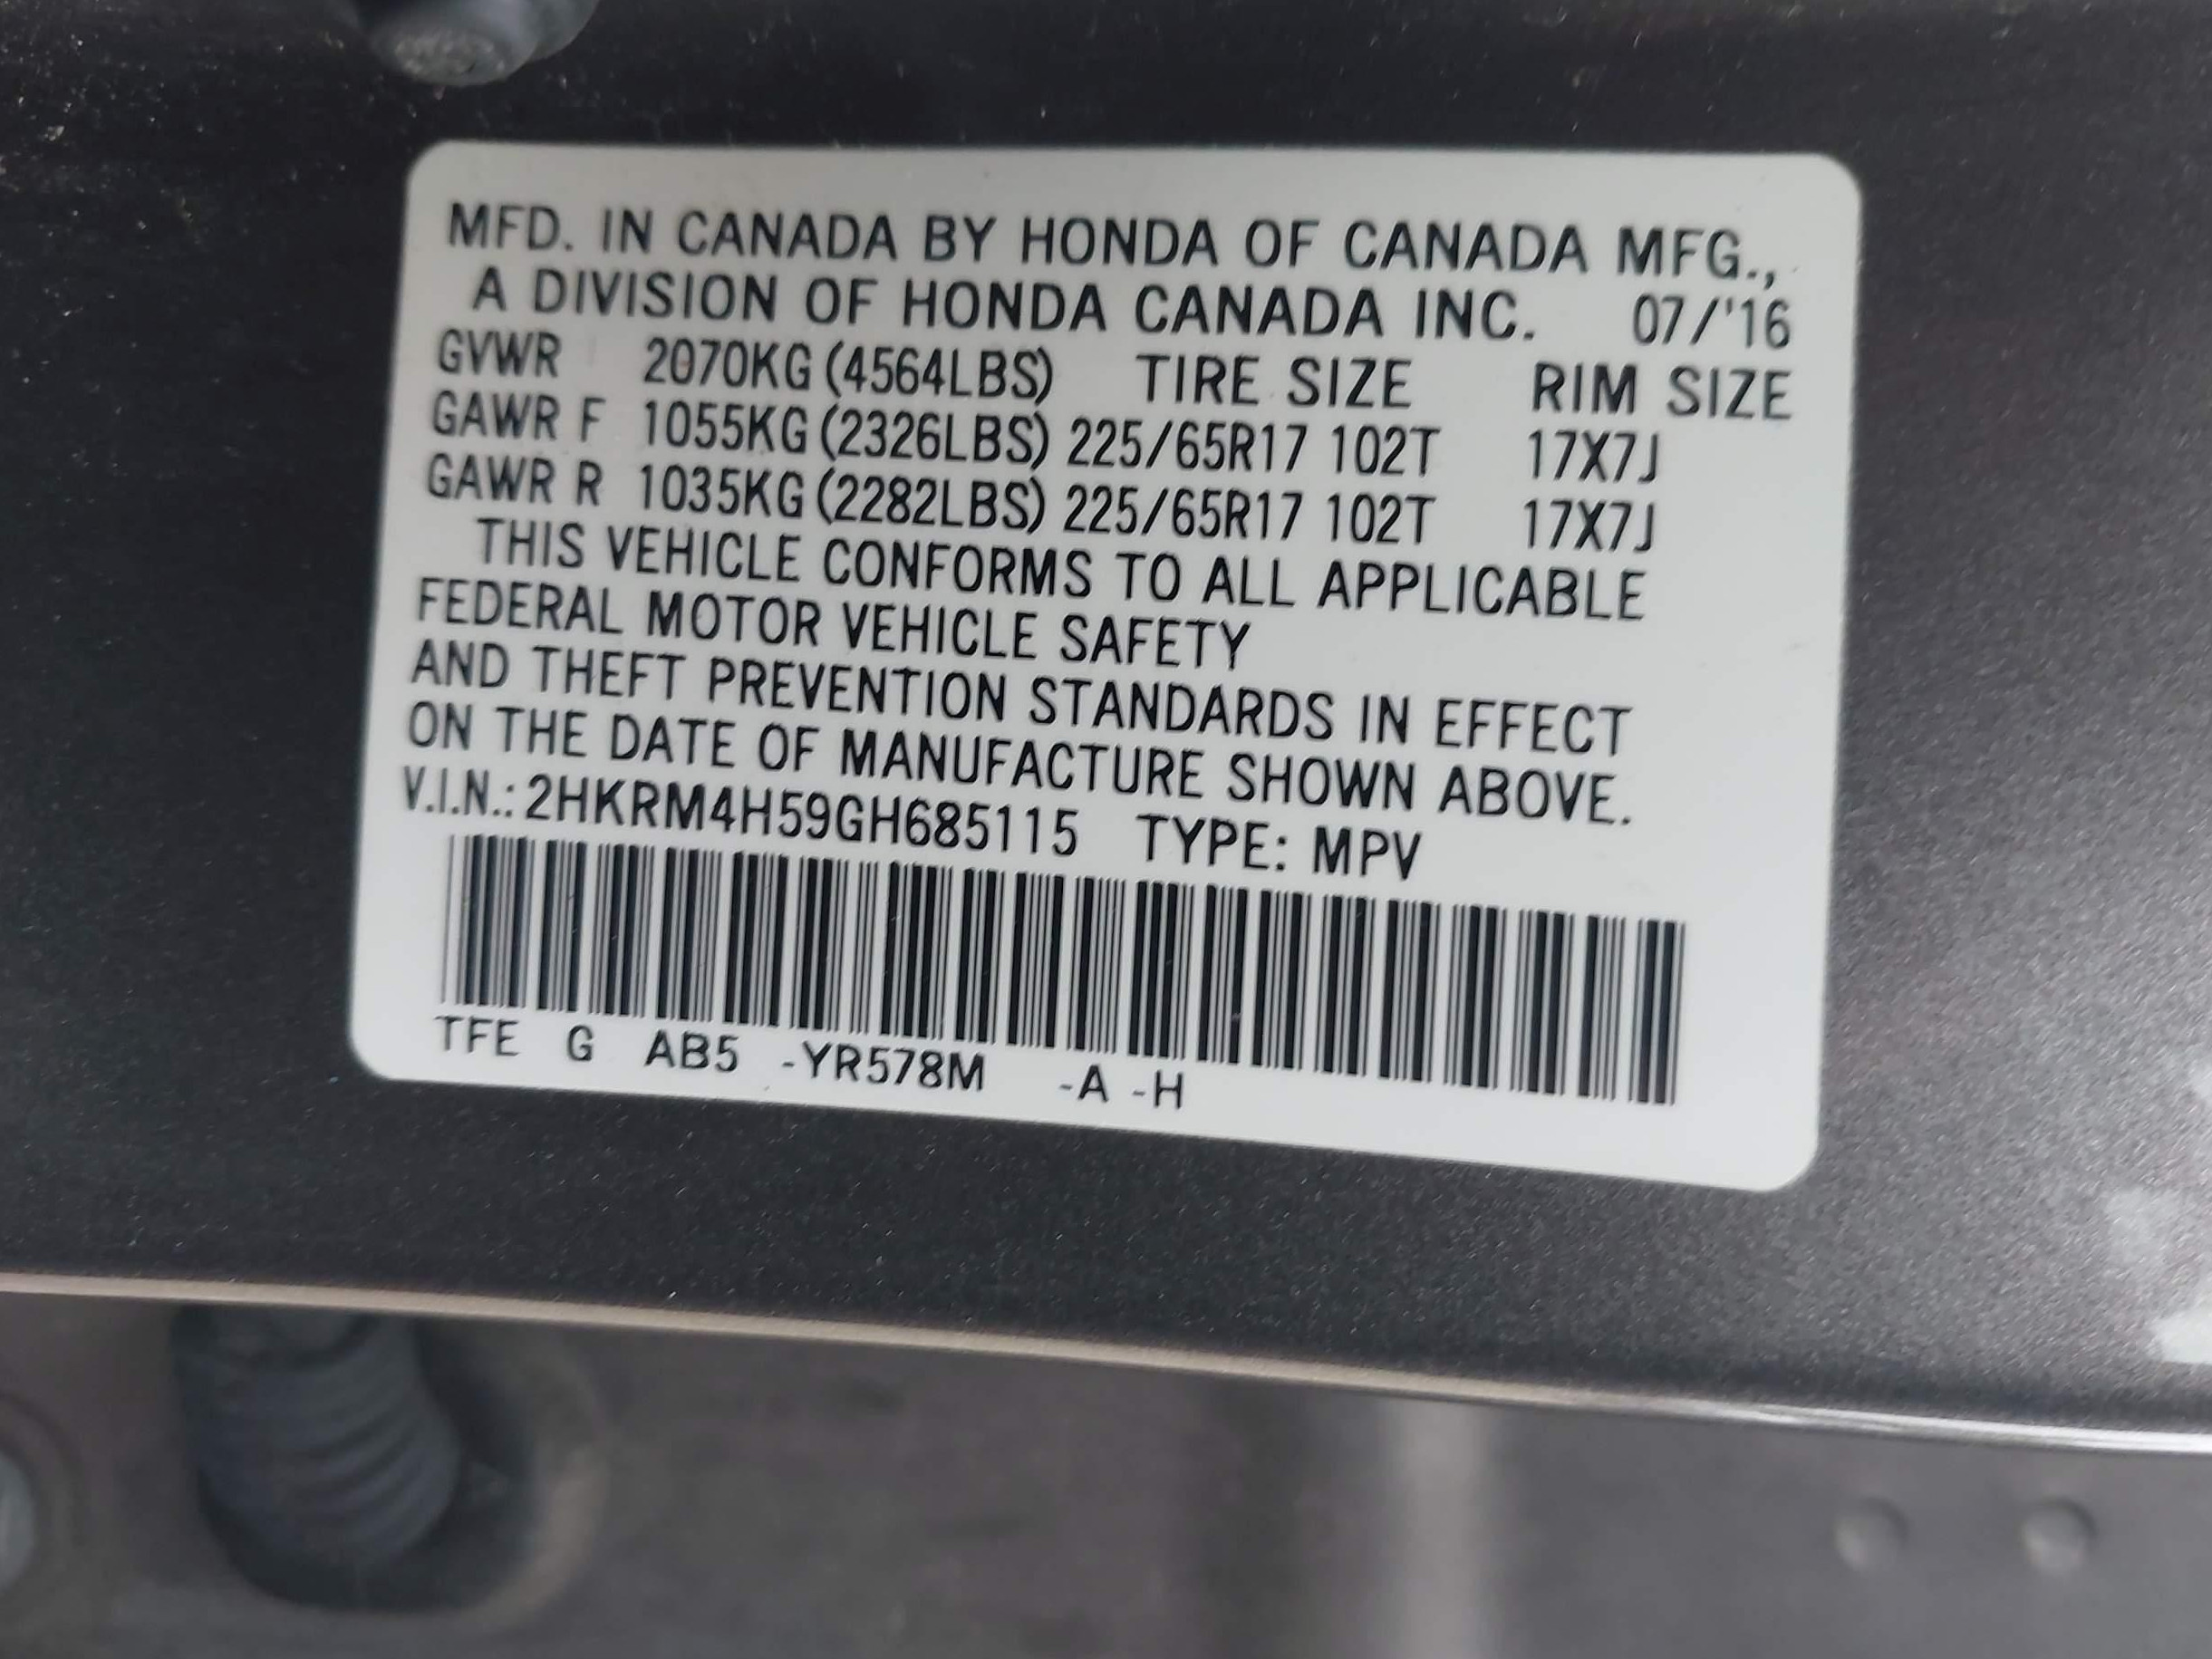 MFD. IN CANADA BY HONDA OF CANADA MFG.,
A DIVISION OF HONDA CANADA INC. 07/'16
GVWR 2070KG (4564LBS) TIRE SIZE RIM SIZE
GAWR F 1055KG (2326LBS) 225/65R17 102T 17X7J
GAWR R 1035KG (2282LBS) 225/65R17 102T 17X7J
THIS VEHICLE CONFORMS TO ALL APPLICABLE
FEDERAL MOTOR VEHICLE SAFETY
AND THEFT PREVENTION STANDARDS IN EFFECT
ON THE DATE OF MANUFACTURE SHOWN ABOVE.
V.I.N.: 2HKRM4H59GH685115 TYPE: MPV
TFE G AB5 -YR578M -A -H